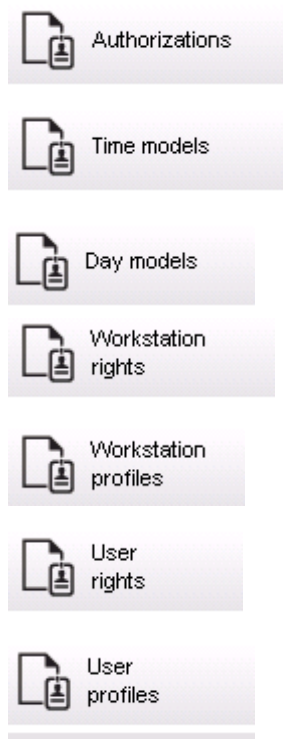 Authorizations
Time models
Day models
Workstation
rights
Workstation
profiles
User
rights
User
profiles